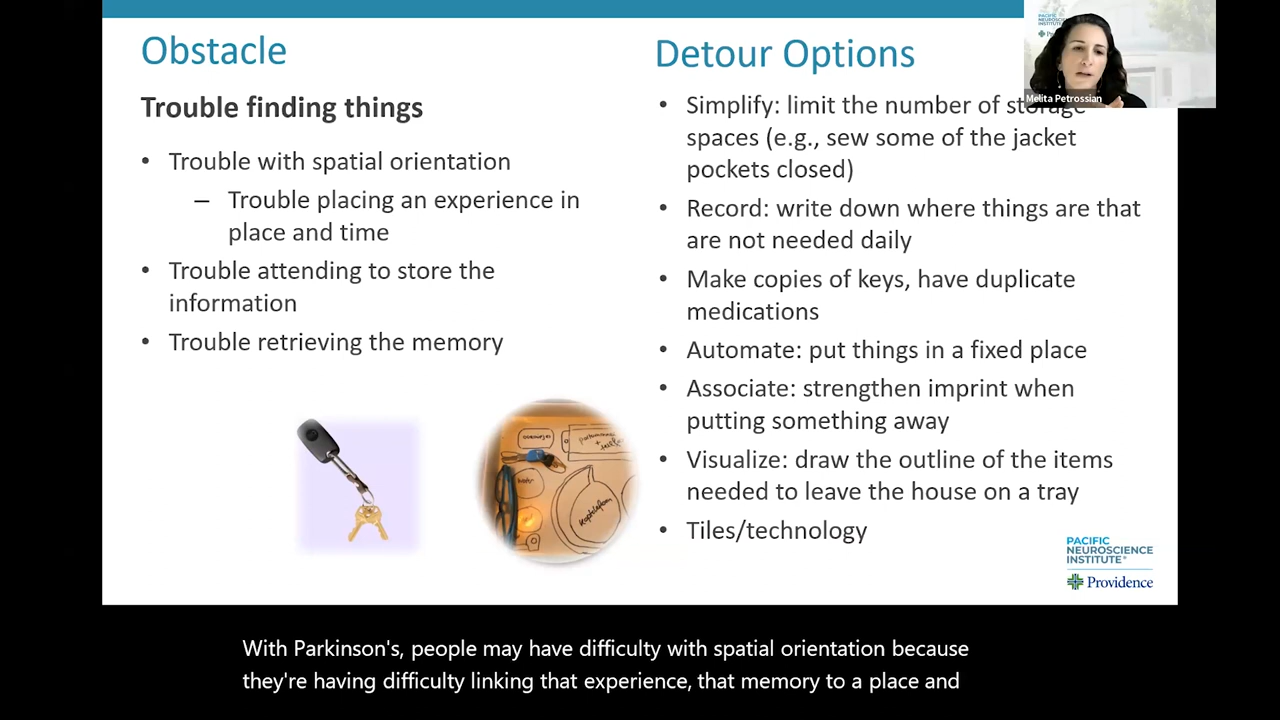 Obstacle
Trouble finding things
• Trouble with spatial orientation
– Trouble placing an experience in
place and time
• Trouble attending to store the
information
• Trouble retrieving the memory
Detour Options
• Simplify: limit the number of storage
spaces (e.g., sew some of the jacket
pockets closed)
• Record: write down where things are that
are not needed daily
• Make copies of keys, have duplicate
medications
• Automate: put things in a fixed place
• Associate: strengthen imprint when
putting something away
• Visualize: draw the outline of the items
needed to leave the house on a tray
• Tiles/technology
PACIFIC
NEUROSCIENCE
INSTITUTE®
Providence
Melita Petrossian
With Parkinson's, people may have difficulty with spatial orientation because
they're having difficulty linking that experience, that memory to a place and